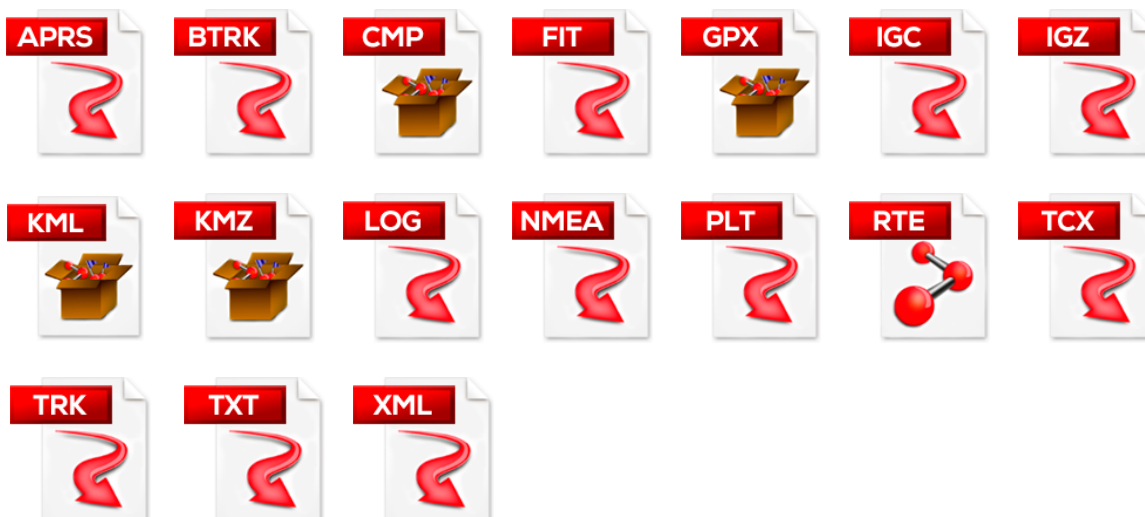 APRS BTRK CMP FIT GPX IGC IGZ
KML KMZ LOG NMEA PLT RTE TCX
TRK TXT XML